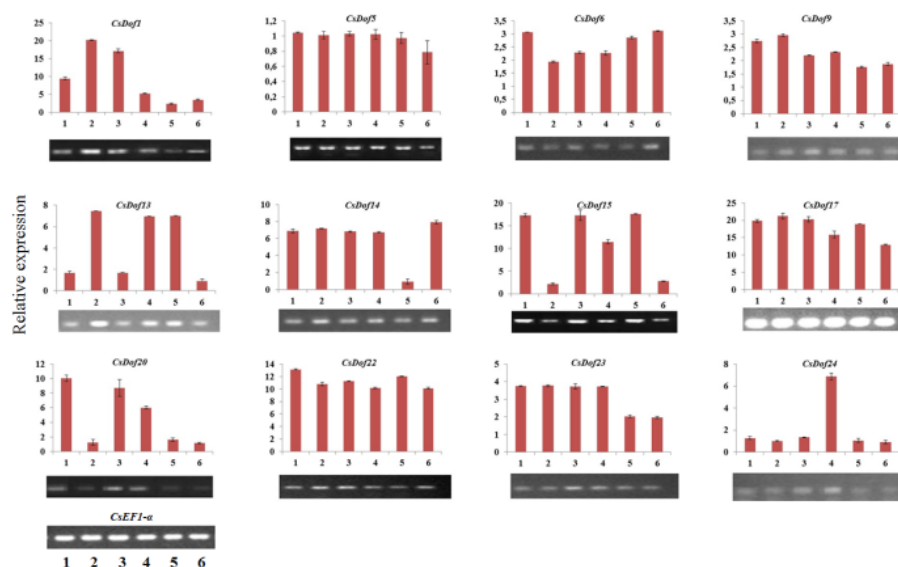 CsDof1
25
20
15
10
5
0
1 2 3 4 5 6
CsDof5
1,2
1
0,8
0,6
0,4
0,2
0
1 2 3 4 5 6
CsDof6
3,5
3
2,5
2
1,5
1
0,5
0
1 2 3 4 5 6
CsDof9
3,5
3
2,5
2
1,5
1
0,5
0
1 2 3 4 5 6
Relative expression
CsDof13
8
6
4
2
0
1 2 3 4 5 6
CsDof14
10
8
6
4
2
0
1 2 3 4 5 6
CsDof15
20
15
10
5
0
1 2 3 4 5 6
CsDof17
25
20
15
10
5
0
1 2 3 4 5 6
CsDof20
12
10
8
6
4
2
0
1 2 3 4 5 6
CsDof22
14
12
10
8
6
4
2
0
1 2 3 4 5 6
CsDof23
5
4
3
2
1
0
1 2 3 4 5 6
CsDof24
8
6
4
2
0
1 2 3 4 5 6
CsEF1-α
1 2 3 4 5 6